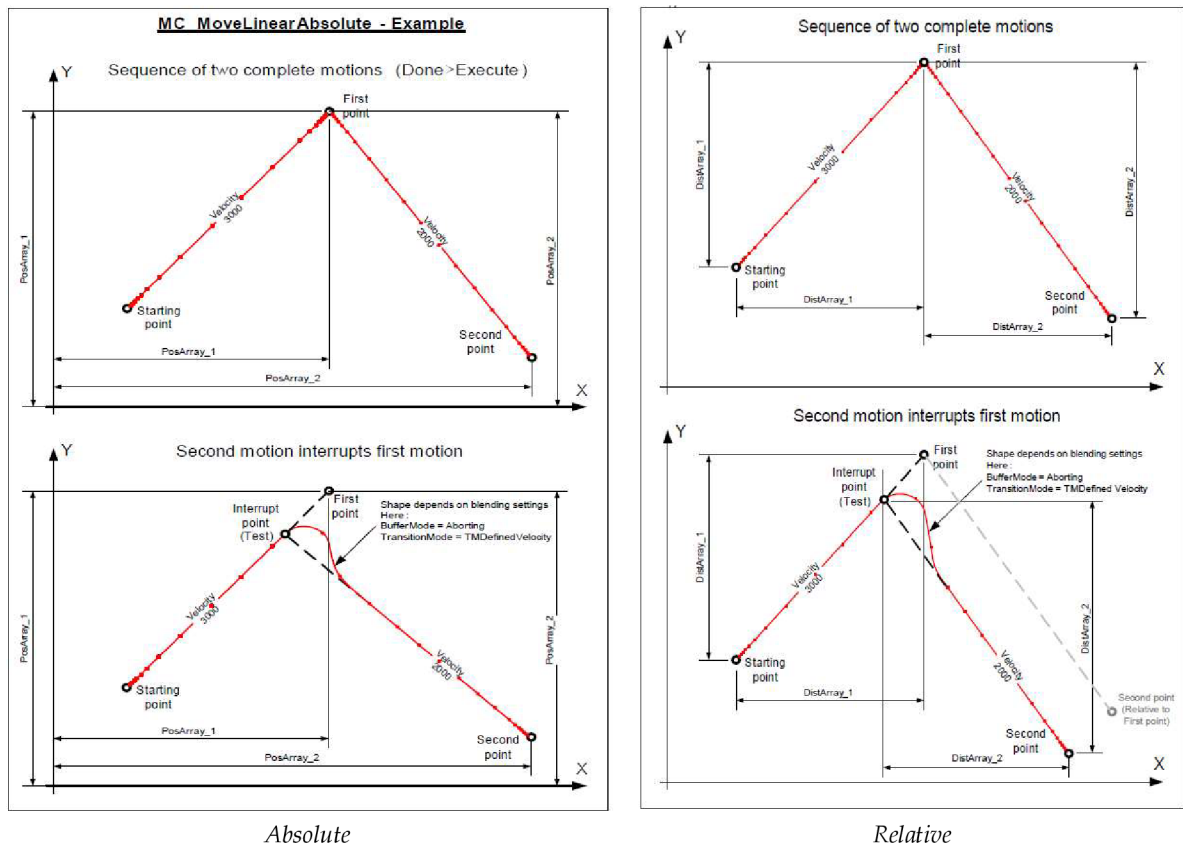 MC_MoveLinearAbsolute - Example
Sequence of two complete motions (Done>Execute)
Y
First
point
Velocity
3000
Velocity
2000
PosArray_1
PosArray_2
Starting
point
Second
point
PosArray_1
PosArray_2
X
Second motion interrupts first motion
Y
First
point
Interrupt
point
(Test)
Shape depends on blending settings
Here :
BufferMode = Aborting
TransitionMode = TMDefinedVelocity
Velocity
3000
Velocity
2000
PosArray_1
PosArray_2
Starting
point
Second
point
PosArray_1
PosArray_2
X
Absolute
Sequence of two complete motions
Y
First
point
DistArray_1
Velocity
3000
Velocity
2000
DistArray_2
Starting
point
Second
point
DistArray_1
DistArray_2
X
Second motion interrupts first motion
Y
First
point
Interrupt
point
(Test)
Shape depends on blending settings
Here :
BufferMode = Aborting
TransitionMode = TMDefined Velocity
DistArray_1
Velocity
3000
Velocity
2000
DistArray_2
Starting
point
DistArray_1
Second point
(Relative to
First point)
Second
point
DistArray_2
X
Relative